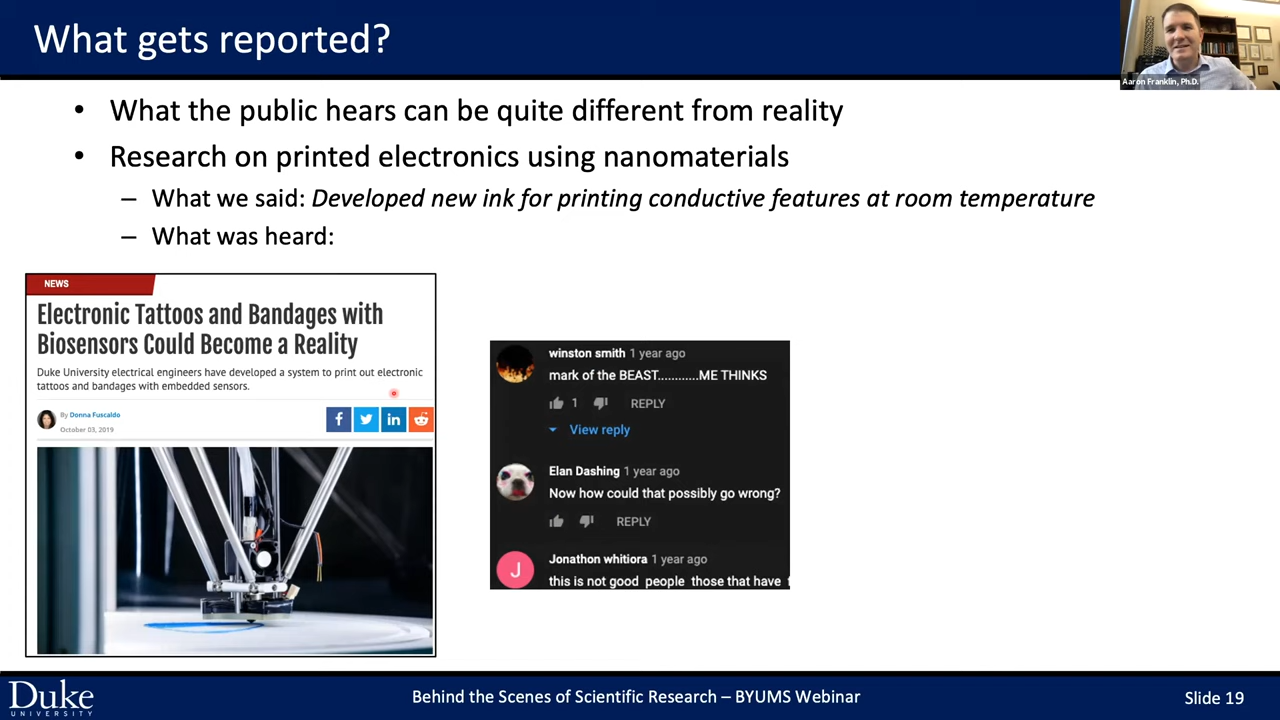 What gets reported?
Aaron Franklin, Ph.D.
• What the public hears can be quite different from reality
• Research on printed electronics using nanomaterials
– What we said: Developed new ink for printing conductive features at room temperature
– What was heard:
NEWS
Electronic Tattoos and Bandages with
Biosensors Could Become a Reality
Duke University electrical engineers have developed a system to print out electronic
tattoos and bandages with embedded sensors.
By Donna Fuscaldo
October 03, 2019
winston smith 1 year ago
mark of the BEAST............ME THINKS
1 REPLY
View reply
Elan Dashing 1 year ago
Now how could that possibly go wrong?
REPLY
J
Jonathon whitiora 1 year ago
this is not good people those that have
Duke
UNIVERSITY
Behind the Scenes of Scientific Research – BYUMS Webinar
Slide 19